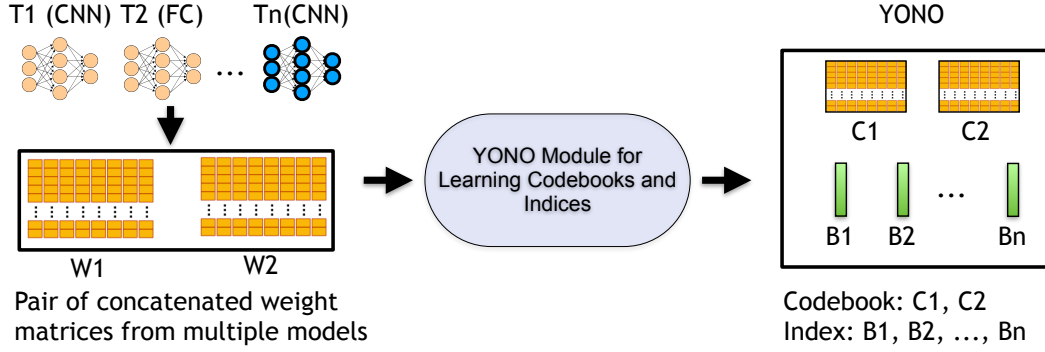 T1 (CNN) T2 (FC) Tn(CNN)
...
W1 W2
Pair of concatenated weight
matrices from multiple models
YONO Module for
Learning Codebooks and
Indices
YONO
C1 C2
...
B1 B2 Bn
Codebook: C1, C2
Index: B1, B2, ..., Bn